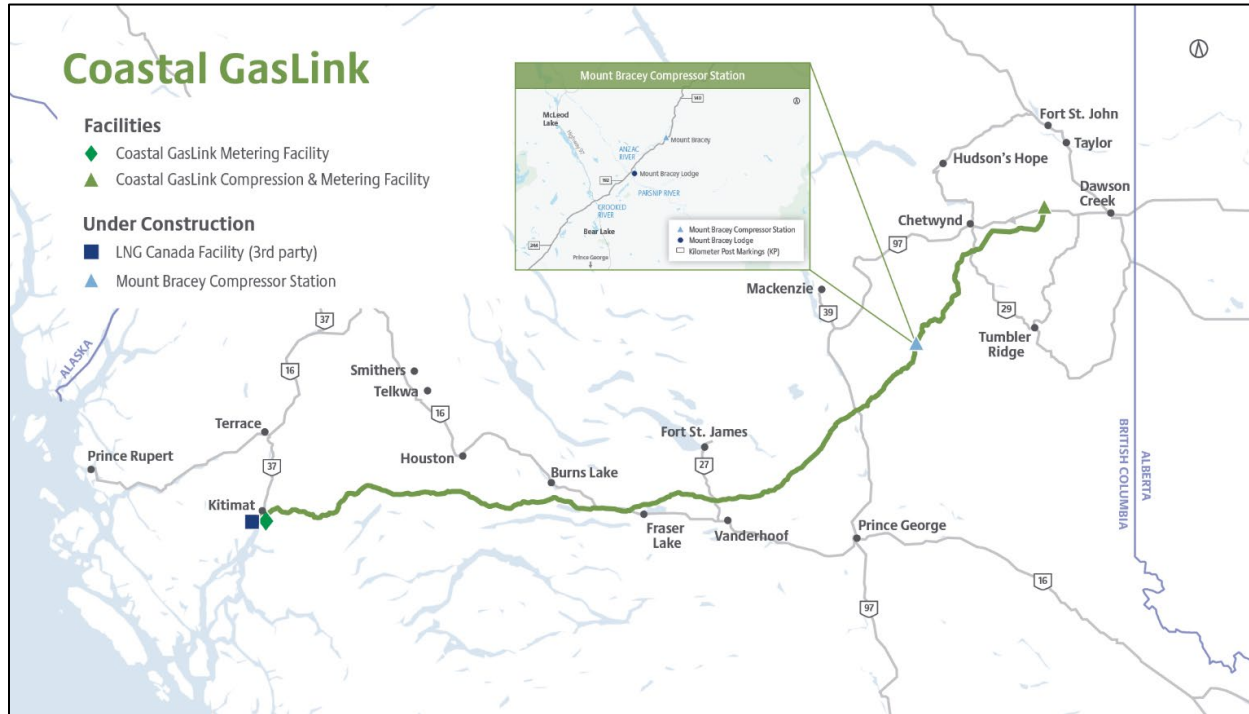 Coastal GasLink
Facilities
Coastal GasLink Metering Facility
Coastal GasLink Compression & Metering Facility
Under Construction
LNG Canada Facility (3rd party)
Mount Bracey Compressor Station
Mount Bracey Compressor Station
McLeod
Lake
Highway 97
140
Mount Bracey
ANZAC
RIVER
Mount Bracey Lodge
PARSNIP RIVER
CROOKED
RIVER
Bear Lake
Prince George
Mount Bracey Compressor Station
Mount Bracey Lodge
Kilometer Post Markings (KP)
Fort St. John
Taylor
Hudson's Hope
Dawson
Creek
Chetwynd
97
Mackenzie
39
29
Tumbler
Ridge
ALASKA
37
16
Smithers
Telkwa
16
Terrace
37
Prince Rupert
Houston
Fort St. James
27
Burns Lake
Kitimat
Fraser
Lake
Vanderhoof
Prince George
BRITISH COLUMBIA
ALBERTA
16
97